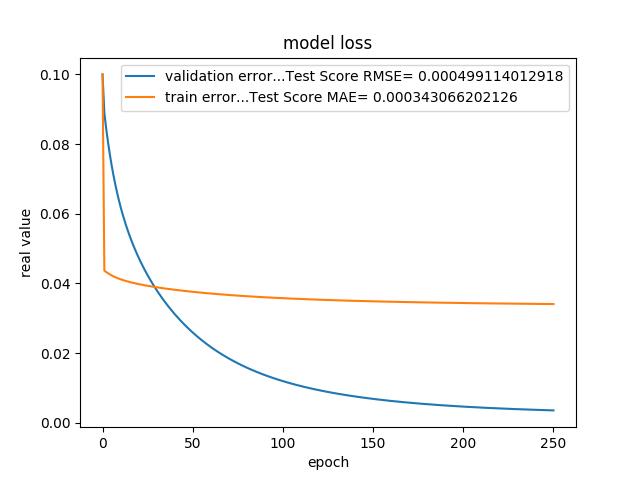 model loss
validation error...Test Score RMSE= 0.000499114012918
train error...Test Score MAE= 0.000343066202126
real value
0.10
0.08
0.06
0.04
0.02
0.00
0 50 100 150 200 250
epoch